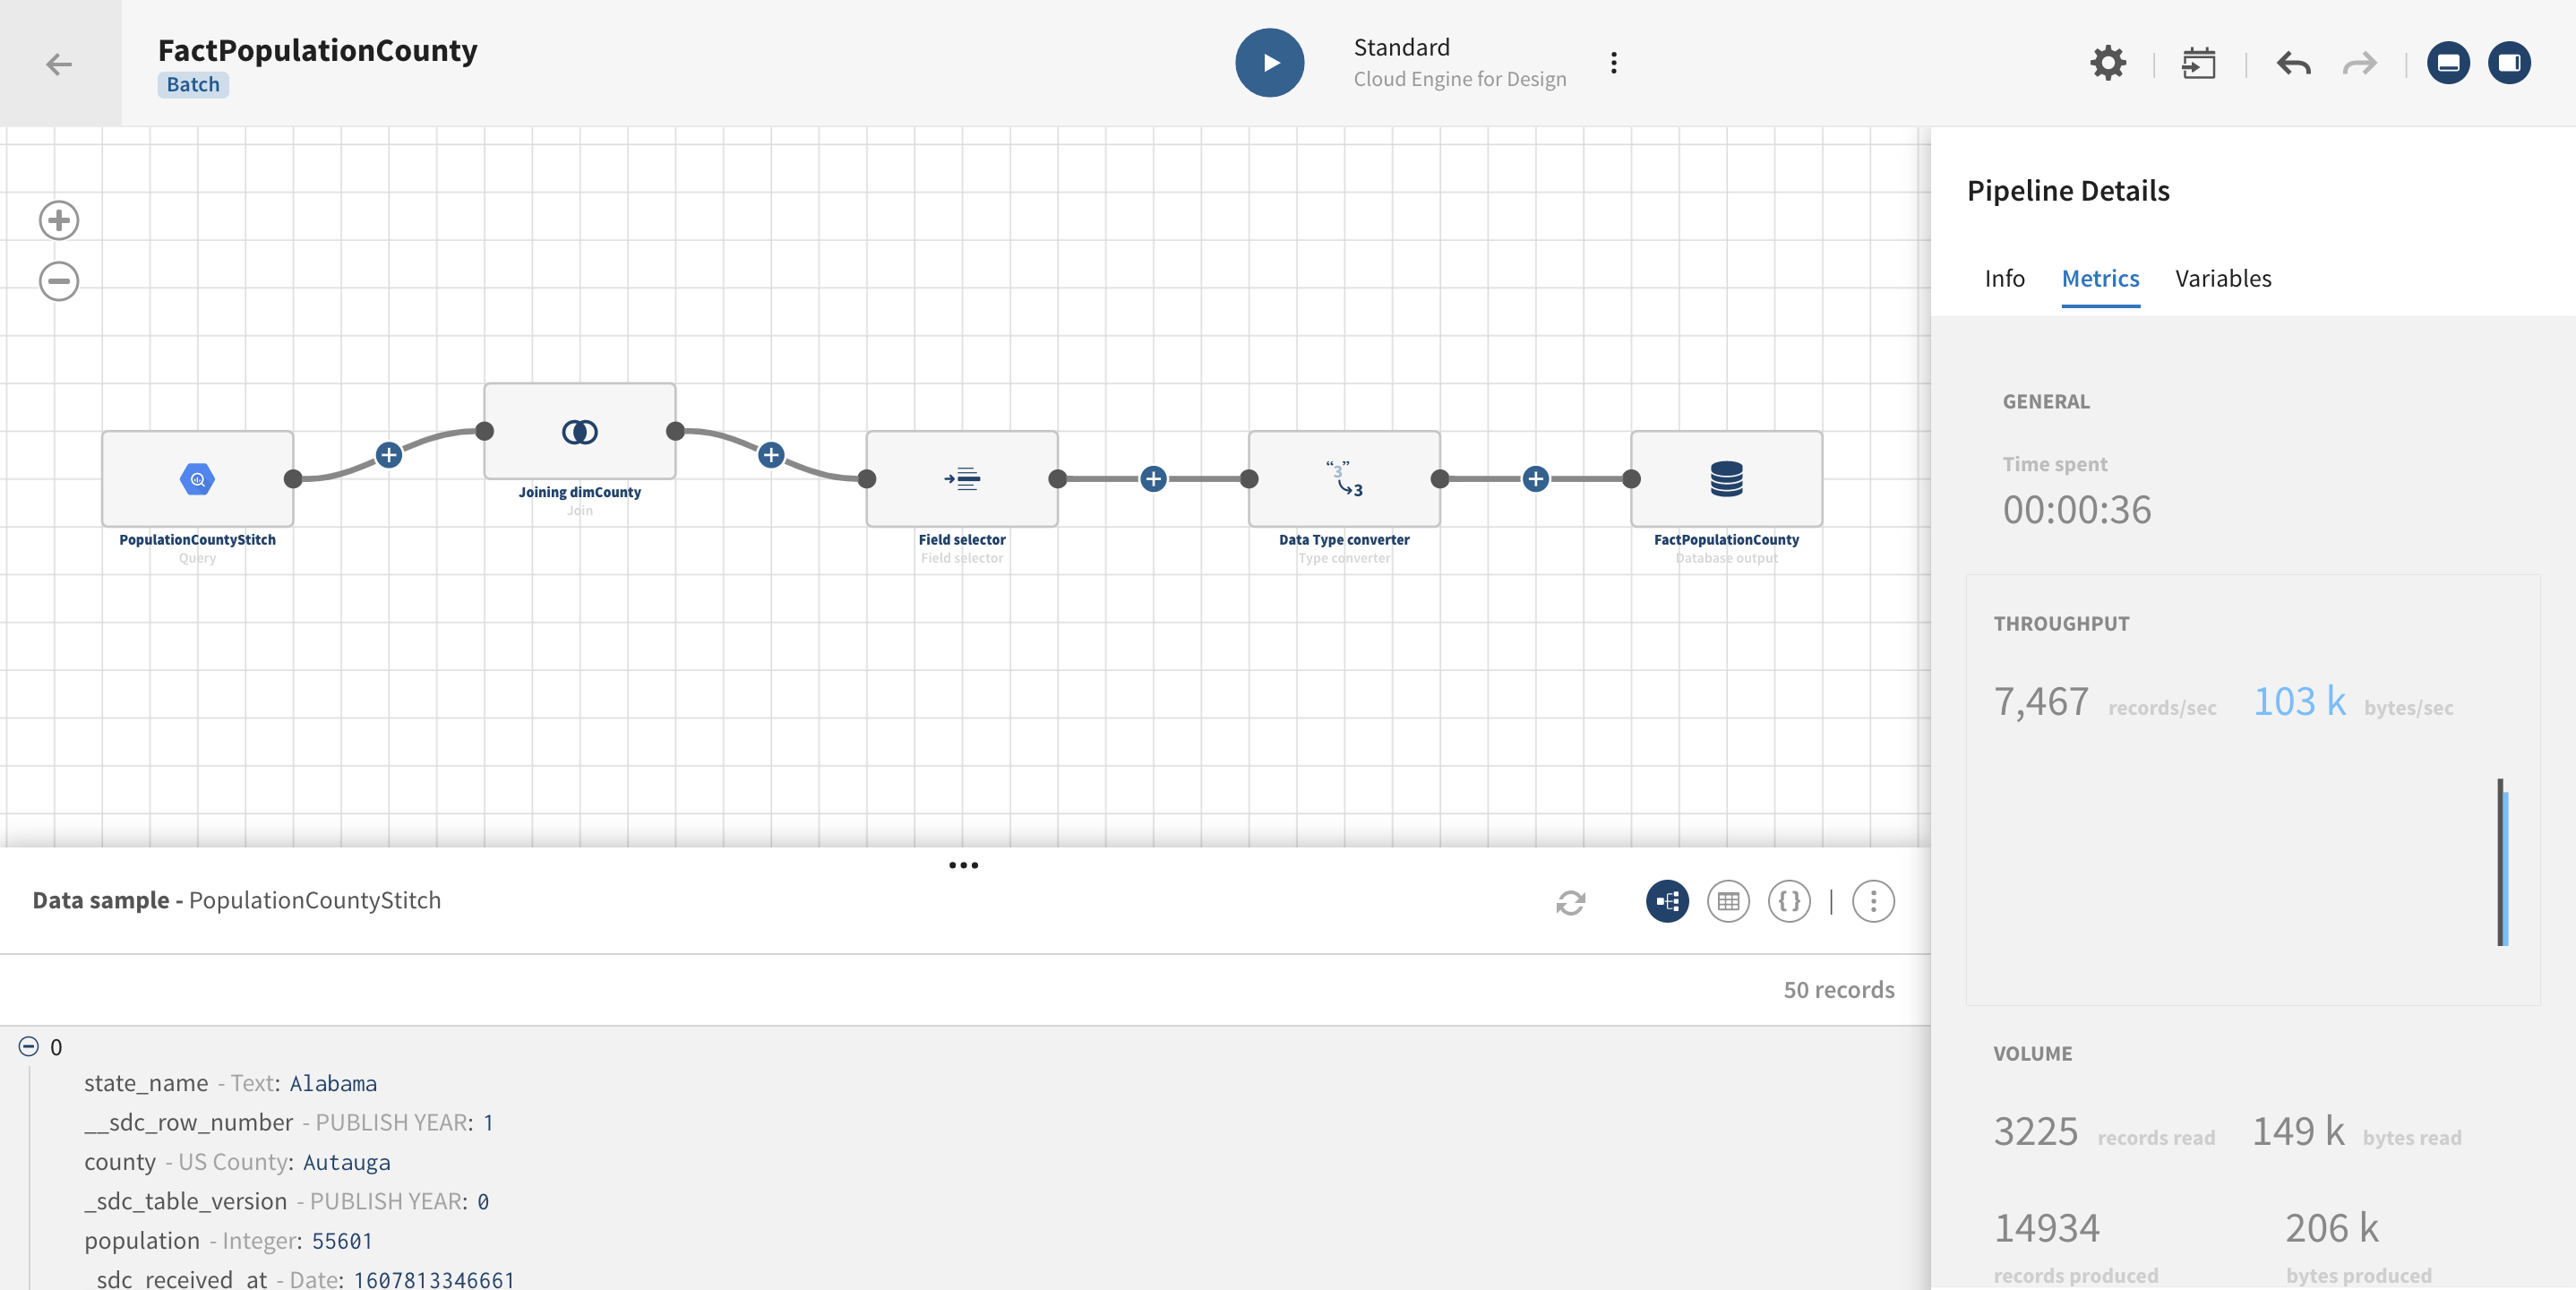 FactPopulationCounty
Batch
Standard
Cloud Engine for Design
PopulationCountyStitch
Query
Joining dimCounty
Join
Field selector
Field selector
"3"
3
Data Type converter
Type converter
FactPopulationCounty
Database output
Data sample - PopulationCountyStitch
{}
50 records
0
state_name - Text: Alabama
__sdc_row_number - PUBLISH YEAR: 1
county - US County: Autauga
_sdc_table_version - PUBLISH YEAR: 0
population - Integer: 55601
_sdc_received_at - Date: 1607813346661
Pipeline Details
Info Metrics Variables
GENERAL
Time spent
00:00:36
THROUGHPUT
7,467 records/sec 103 k bytes/sec
VOLUME
3225 records read 149 k bytes read
14934 206 k
records produced bytes produced